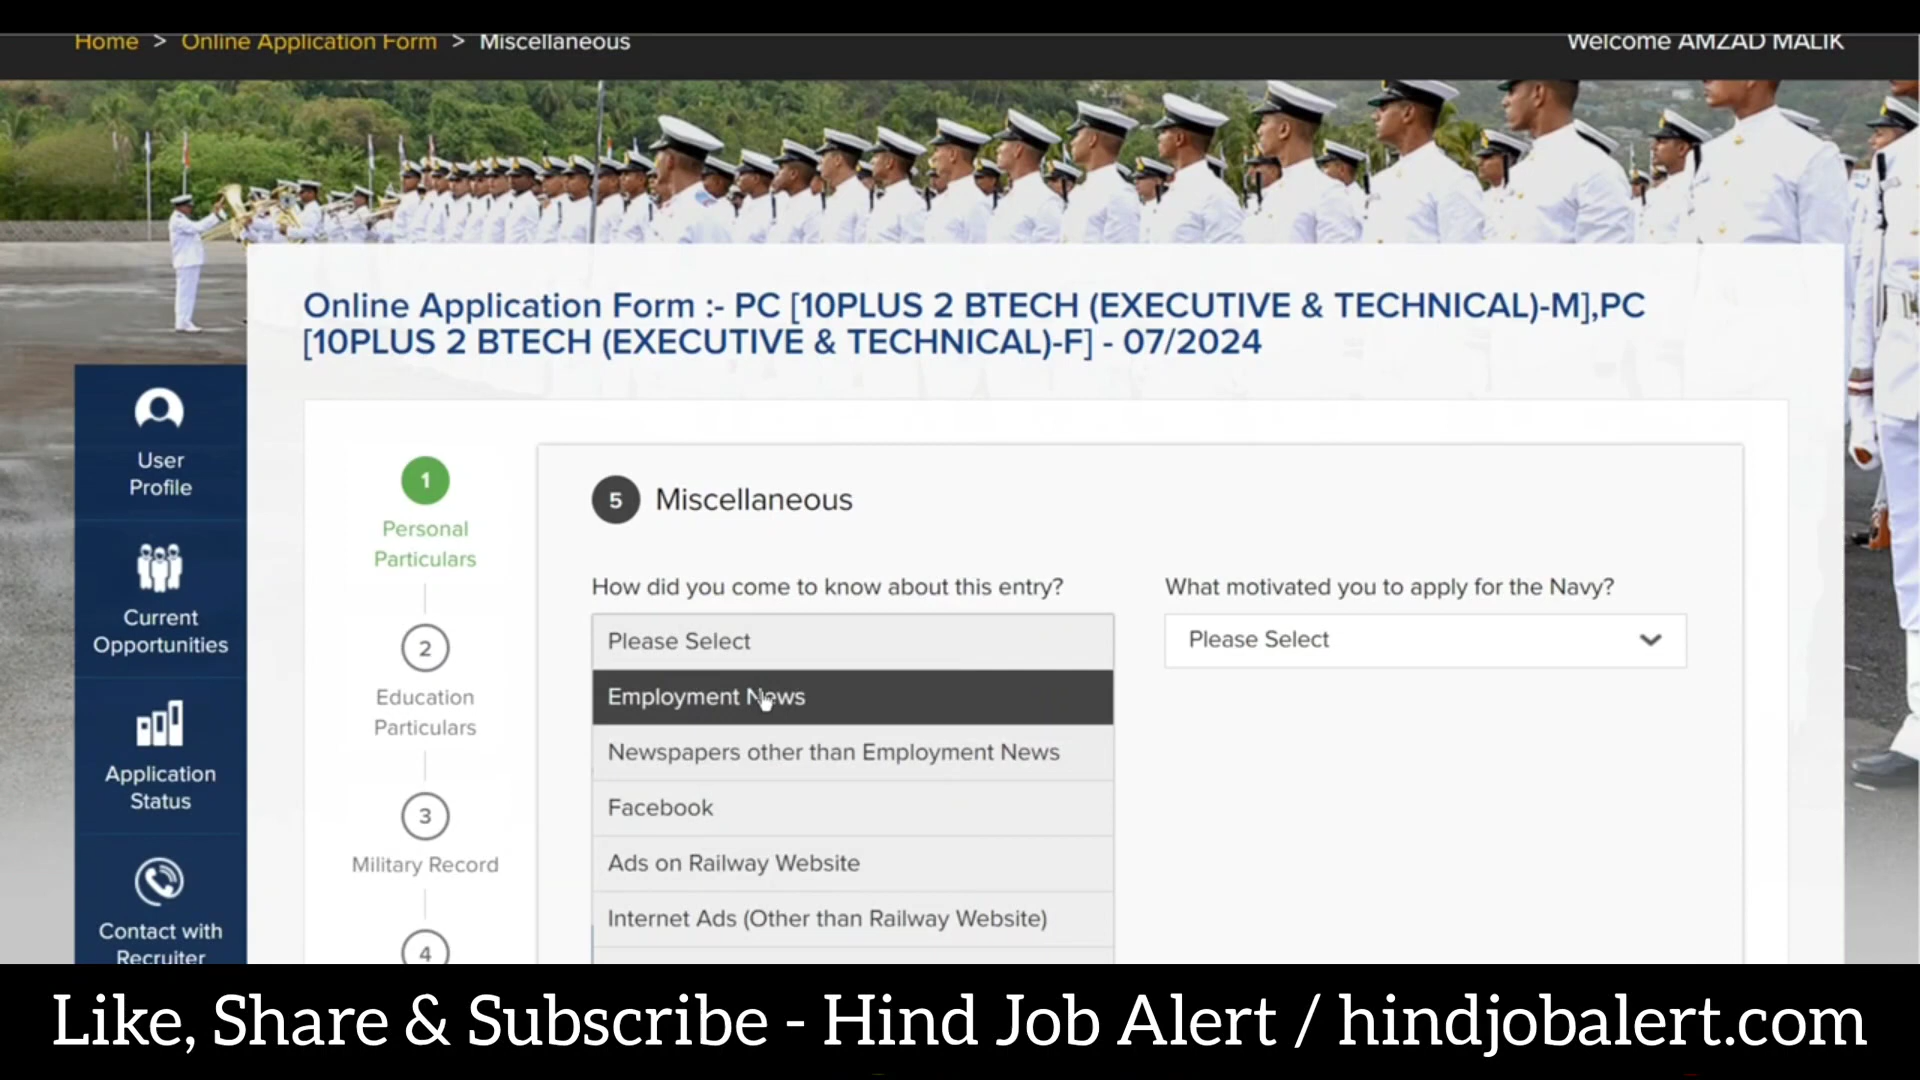 Home > Online Application Form > Miscellaneous
Welcome AMZAD MALIK
Online Application Form :- PC [10PLUS 2 BTECH (EXECUTIVE & TECHNICAL)-M],PC
[10PLUS 2 BTECH (EXECUTIVE & TECHNICAL)-F] - 07/2024
User
Profile
Current
Opportunities
Application
Status
Contact with
Recruiter
1
Personal
Particulars
2
Education
Particulars
3
Military Record
4
5 Miscellaneous
How did you come to know about this entry?
Please Select
Employment News
Newspapers other than Employment News
Facebook
Ads on Railway Website
Internet Ads (Other than Railway Website)
What motivated you to apply for the Navy?
Please Select
Like, Share & Subscribe - Hind Job Alert / hindjobalert.com